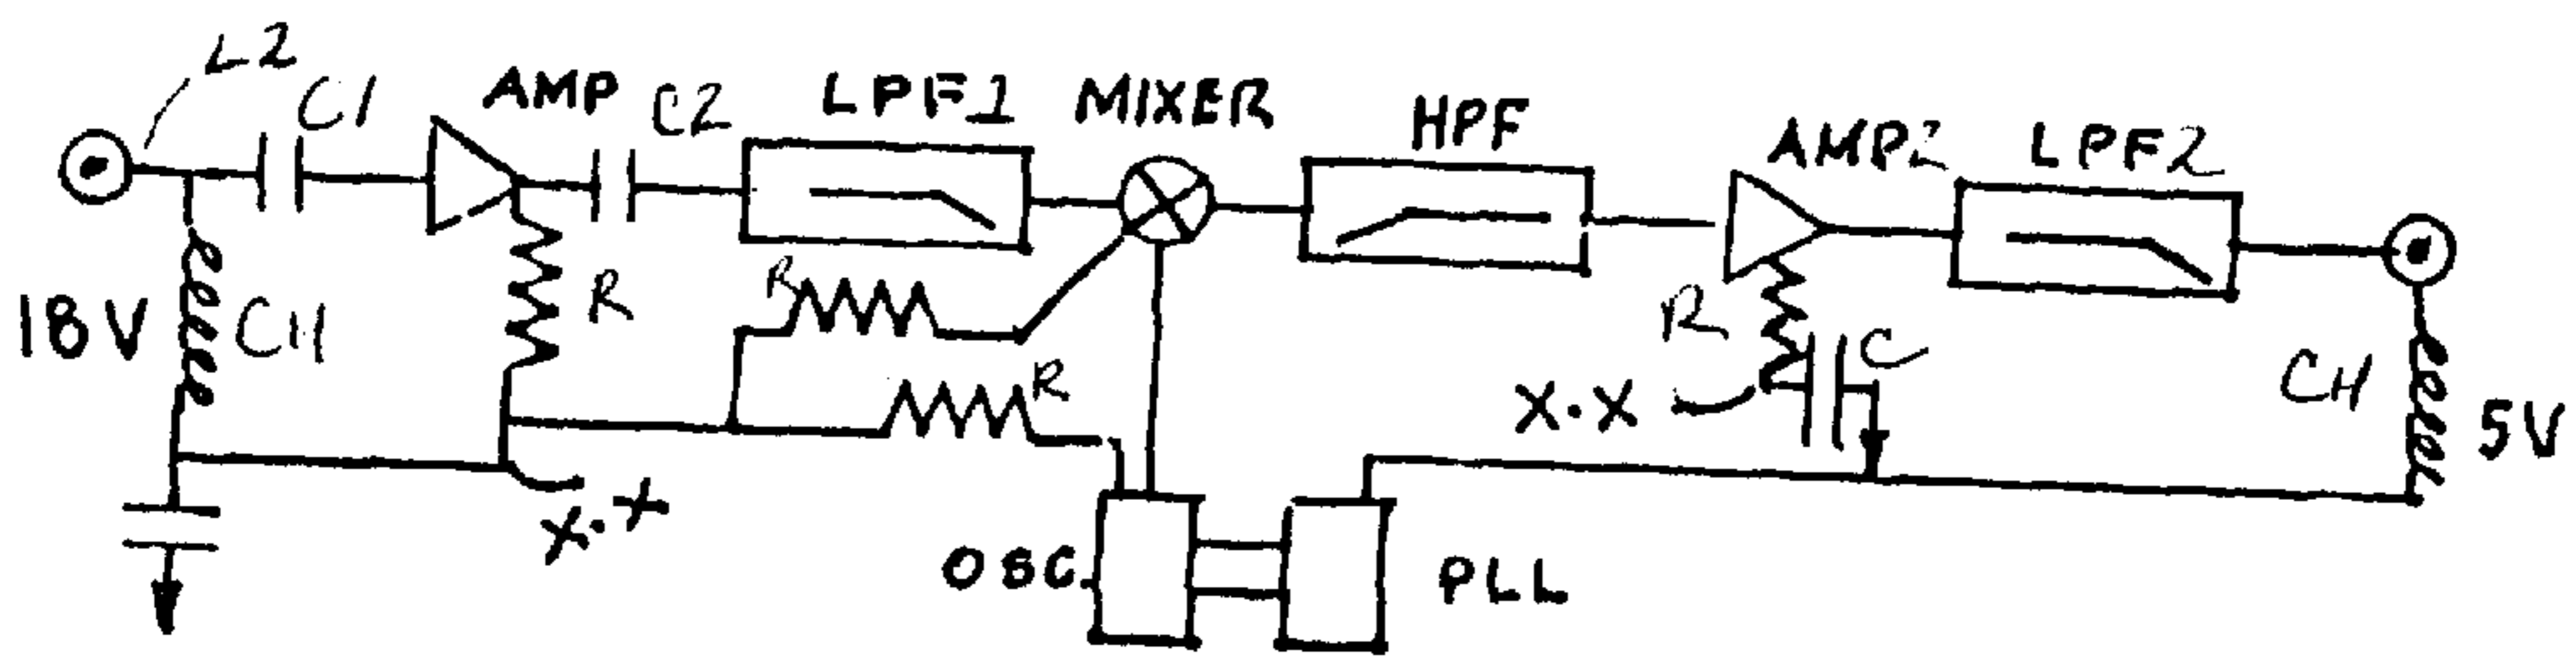 L2
C1
AMP
C2
LPF1
MIXER
HPF
AMP2
LPF2
18V
CH
R
R
R
R
C
X.X
X.X
CH
5V
OSC.
PLL